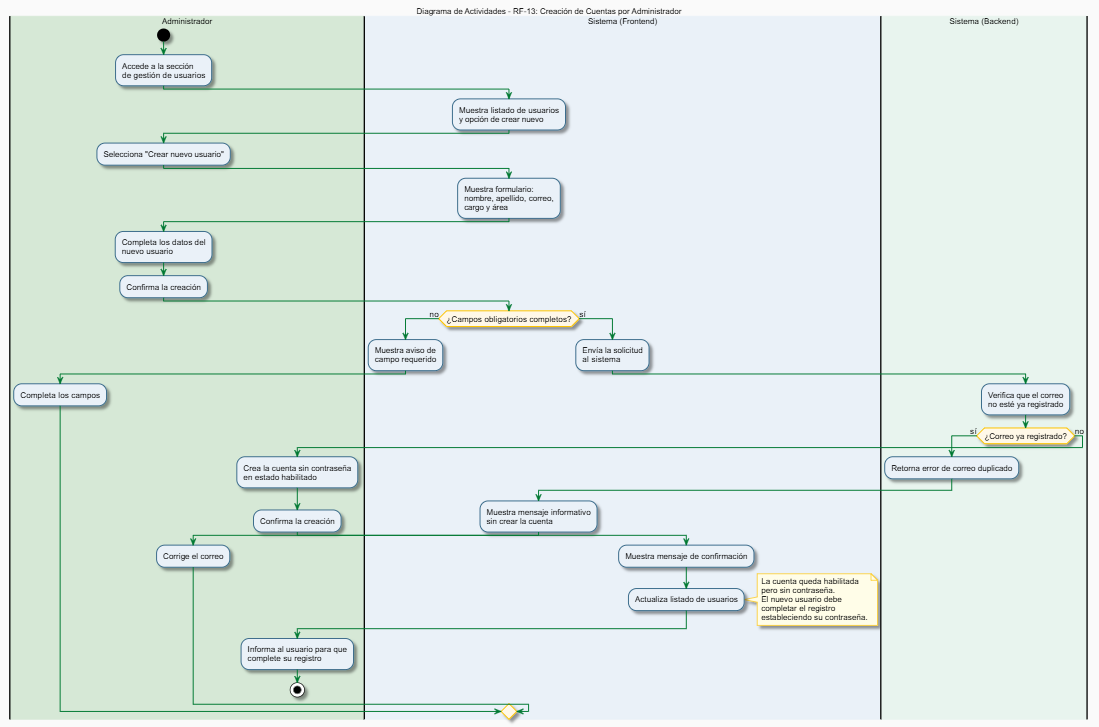 Diagrama de Actividades - RF-13: Creación de Cuentas por Administrador
Administrador
Sistema (Frontend)
Sistema (Backend)
Accede a la sección
de gestión de usuarios
Muestra listado de usuarios
y opción de crear nuevo
Selecciona "Crear nuevo usuario"
Muestra formulario:
nombre, apellido, correo,
cargo y área
Completa los datos del
nuevo usuario
Confirma la creación
no
¿Campos obligatorios completos?
sí
Muestra aviso de
campo requerido
Envía la solicitud
al sistema
Completa los campos
Verifica que el correo
no esté ya registrado
sí
¿Correo ya registrado?
no
Crea la cuenta sin contraseña
en estado habilitado
Retorna error de correo duplicado
Confirma la creación
Muestra mensaje informativo
sin crear la cuenta
Corrige el correo
Muestra mensaje de confirmación
Actualiza listado de usuarios
La cuenta queda habilitada
pero sin contraseña.
El nuevo usuario debe
completar el registro
estableciendo su contraseña.
Informa al usuario para que
complete su registro